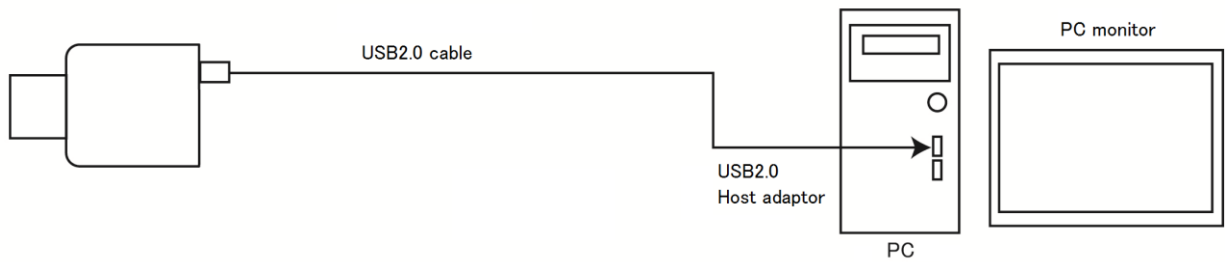 USB2.0 cable
PC monitor
USB2.0
Host adaptor
PC